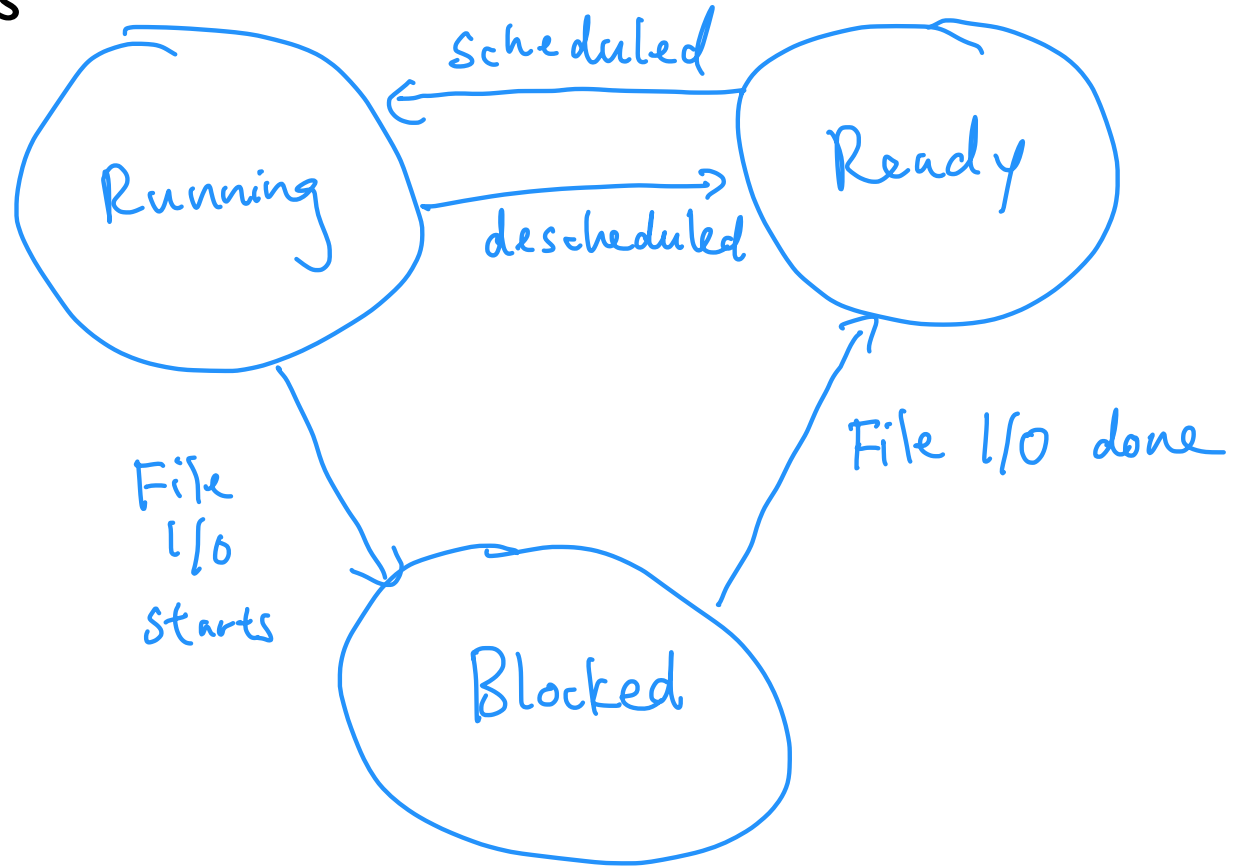 s
scheduled
Running
Ready
descheduled
File
I/O
starts
File I/O done
Blocked